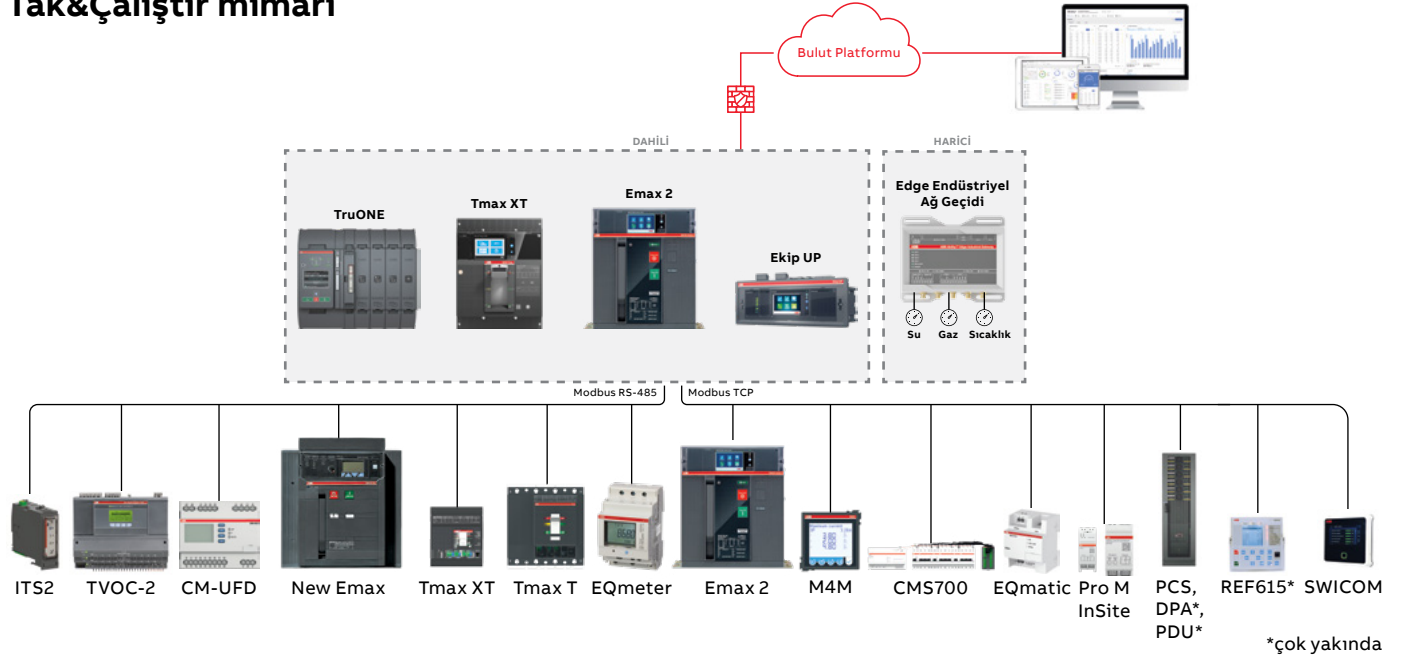 Tak&Çalıştır mimari
Bulut Platformu
DAHİLİ
HARİCİ
TruONE
Tmax XT
Emax 2
Ekip UP
Edge Endüstriyel
Ağ Geçidi
Su
Gaz
Sıcaklık
Modbus RS-485
Modbus TCP
ITS2
TVOC-2
CM-UFD
New Emax
Tmax XT
Tmax T
EQmeter
Emax 2
M4M
CMS700
EQmatic
Pro M
InSite
PCS,
DPA*,
PDU*
REF615*
SWICOM
*çok yakında